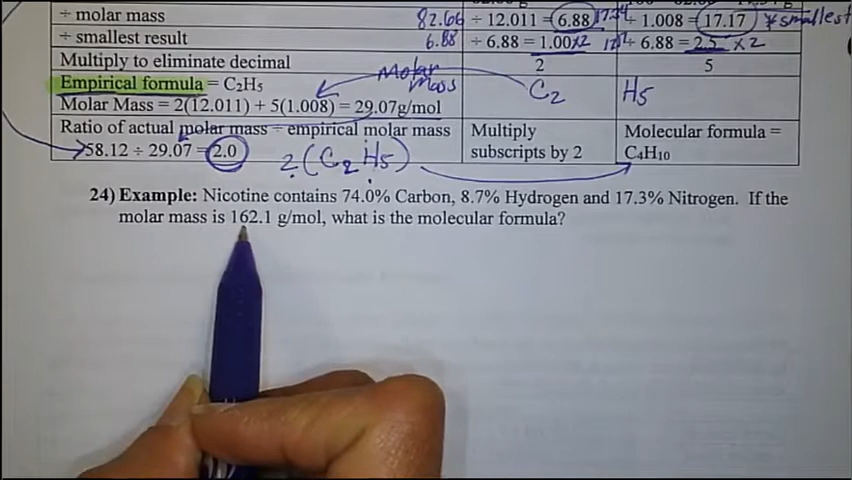 ÷ molar mass 82.66 ÷ 12.011 = 6.88 17.34 ÷ 1.008 = 17.17 * smallest
÷ smallest result 6.88 ÷ 6.88 = 1.00 x2 ÷ 6.88 = 2.5 x 2
Multiply to eliminate decimal 2 5
Empirical formula = C2H5 molar mass C2 H5
Molar Mass = 2(12.011) + 5(1.008) = 29.07g/mol
Ratio of actual molar mass ÷ empirical molar mass Multiply Molecular formula =
58.12 ÷ 29.07 = 2.0 2(C2H5) subscripts by 2 C4H10
24) Example: Nicotine contains 74.0% Carbon, 8.7% Hydrogen and 17.3% Nitrogen. If the
molar mass is 162.1 g/mol, what is the molecular formula?